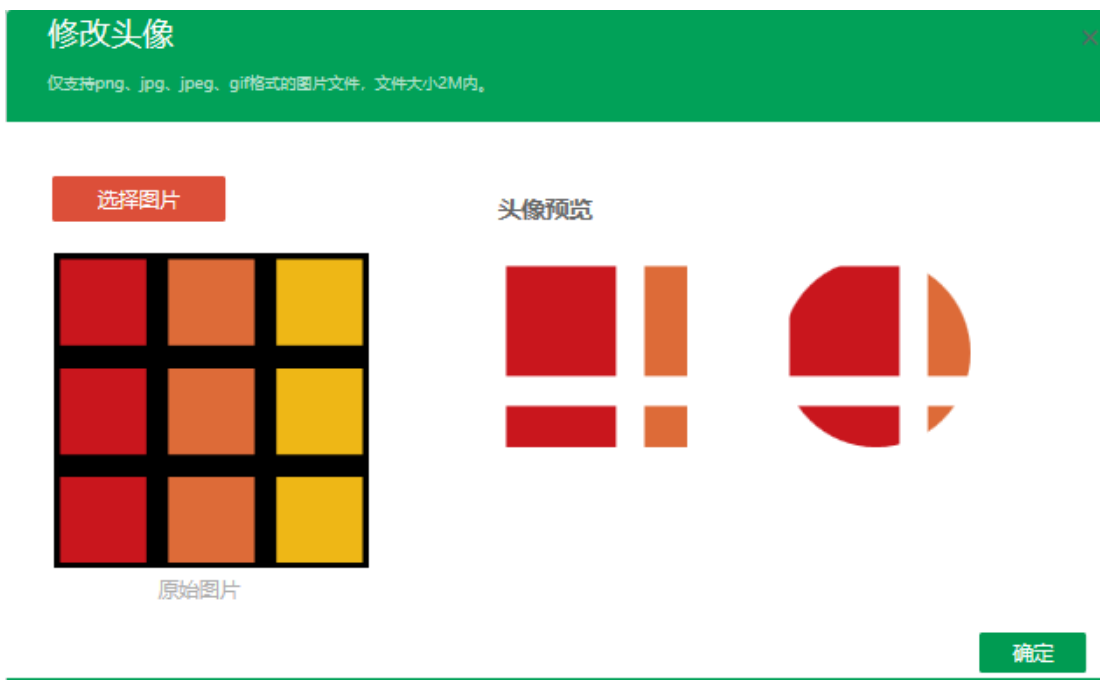 修改头像
仅支持png、jpg、jpeg、gif格式的图片文件，文件大小2M内。
选择图片
头像预览
原始图片
确定